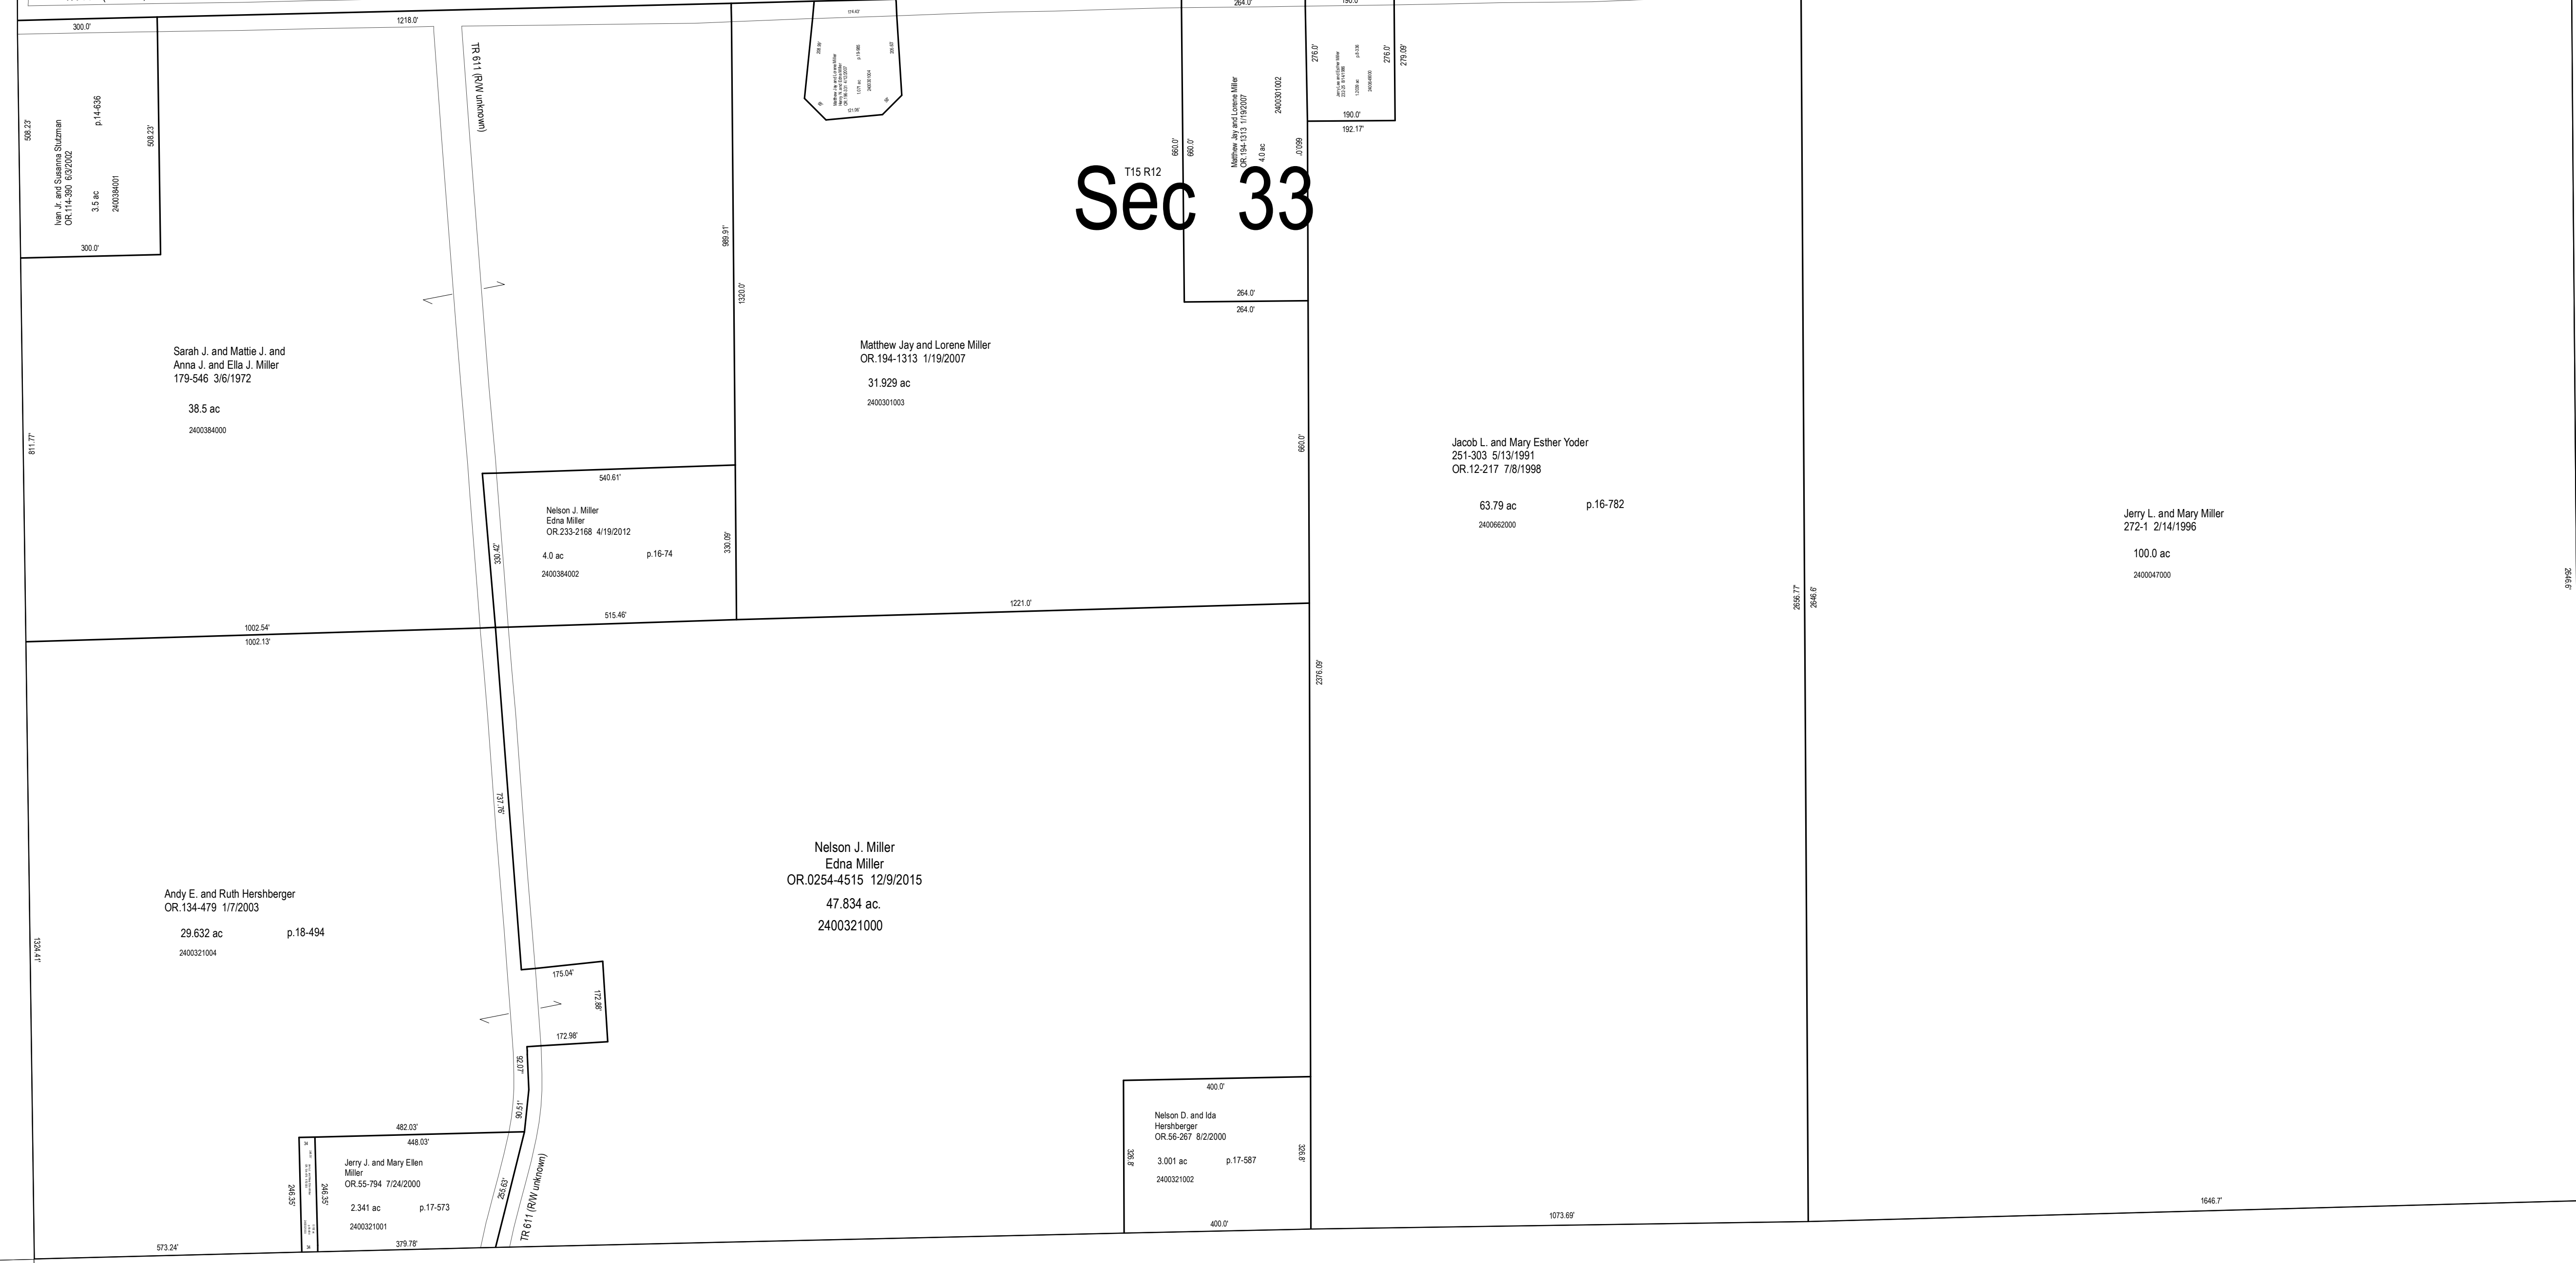 300.0'
1218.0'
508.23'
508.23'
Ivan Jr. and Susanna Stutzman
OR.114-390 6/3/2002
3.5 ac
p.14-636
2400384001
300.0'
TR 611 (R/W unknown)
989.91'
1320.0'
Sarah J. and Mattie J. and
Anna J. and Ella J. Miller
179-546 3/6/1972
38.5 ac
2400384000
811.77'
264.0'
190.0'
276.0'
276.0'
279.09'
190.0'
192.17'
Matthew Jay and Lorene Miller
OR.194-1313 1/19/2007
4.0 ac
2400301002
660.0'
660.0'
660.0'
T15 R12
Sec 33
264.0'
264.0'
Matthew Jay and Lorene Miller
OR.194-1313 1/19/2007
31.929 ac
2400301003
660.0'
540.61'
Nelson J. Miller
Edna Miller
OR.233-2168 4/19/2012
4.0 ac
p.16-74
2400384002
330.42'
330.09'
515.46'
1221.0'
1002.54'
1002.13'
Jacob L. and Mary Esther Yoder
251-303 5/13/1991
OR.12-217 7/8/1998
63.79 ac
p.16-782
2400662000
2656.77'
2646.6'
Jerry L. and Mary Miller
272-1 2/14/1996
100.0 ac
2400047000
2646.6'
2376.09'
737.76'
Nelson J. Miller
Edna Miller
OR.0254-4515 12/9/2015
47.834 ac.
2400321000
Andy E. and Ruth Hershberger
OR.134-479 1/7/2003
29.632 ac
p.18-494
2400321004
1324.41'
175.04'
172.88'
172.98'
92.07'
90.51'
482.03'
448.03'
Jerry J. and Mary Ellen
Miller
OR.55-794 7/24/2000
2.341 ac
p.17-573
2400321001
246.35'
246.35'
255.63'
TR 611 (R/W unknown)
573.24'
379.78'
400.0'
Nelson D. and Ida
Hershberger
OR.56-267 8/2/2000
3.001 ac
p.17-587
2400321002
326.8'
326.8'
400.0'
1073.69'
1646.7'